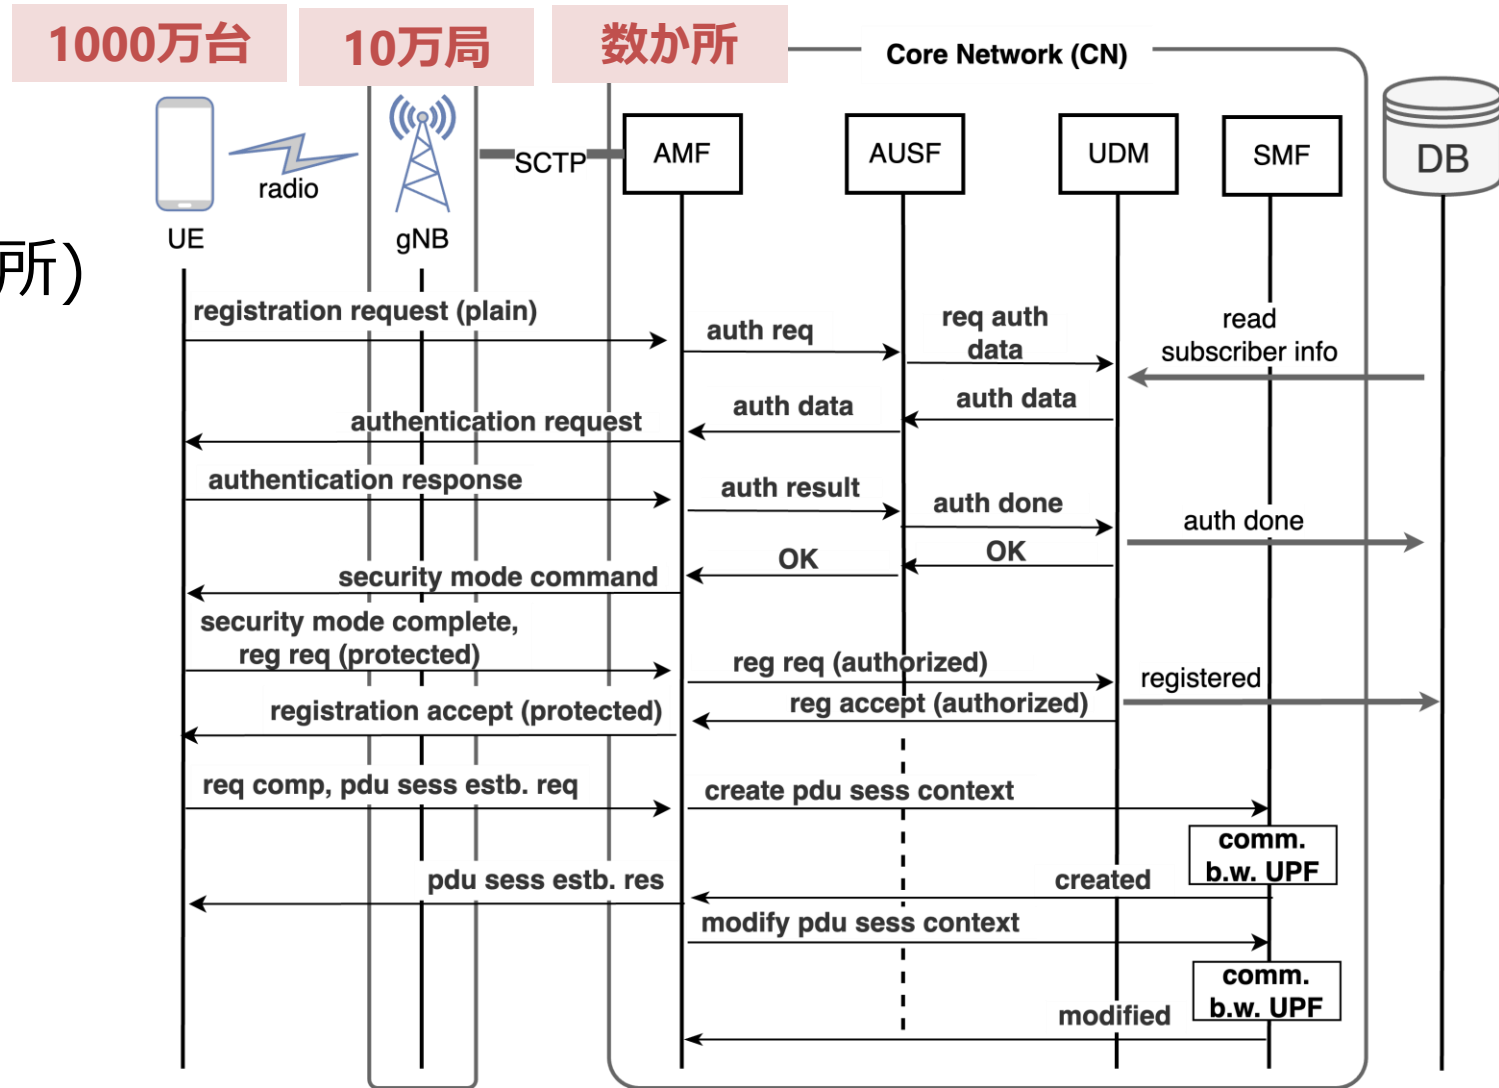 1000万台
10万局
数か所
Core Network (CN)
AMF
AUSF
UDM
SMF
DB
SCTP
radio
UE
gNB
所)
registration request (plain)
auth req
req auth
data
read
subscriber info
auth data
auth data
authentication request
authentication response
auth result
auth done
auth done
OK
OK
security mode command
security mode complete,
reg req (protected)
reg req (authorized)
registered
reg accept (authorized)
registration accept (protected)
req comp, pdu sess estb. req
create pdu sess context
comm.
b.w. UPF
created
pdu sess estb. res
modify pdu sess context
comm.
b.w. UPF
modified